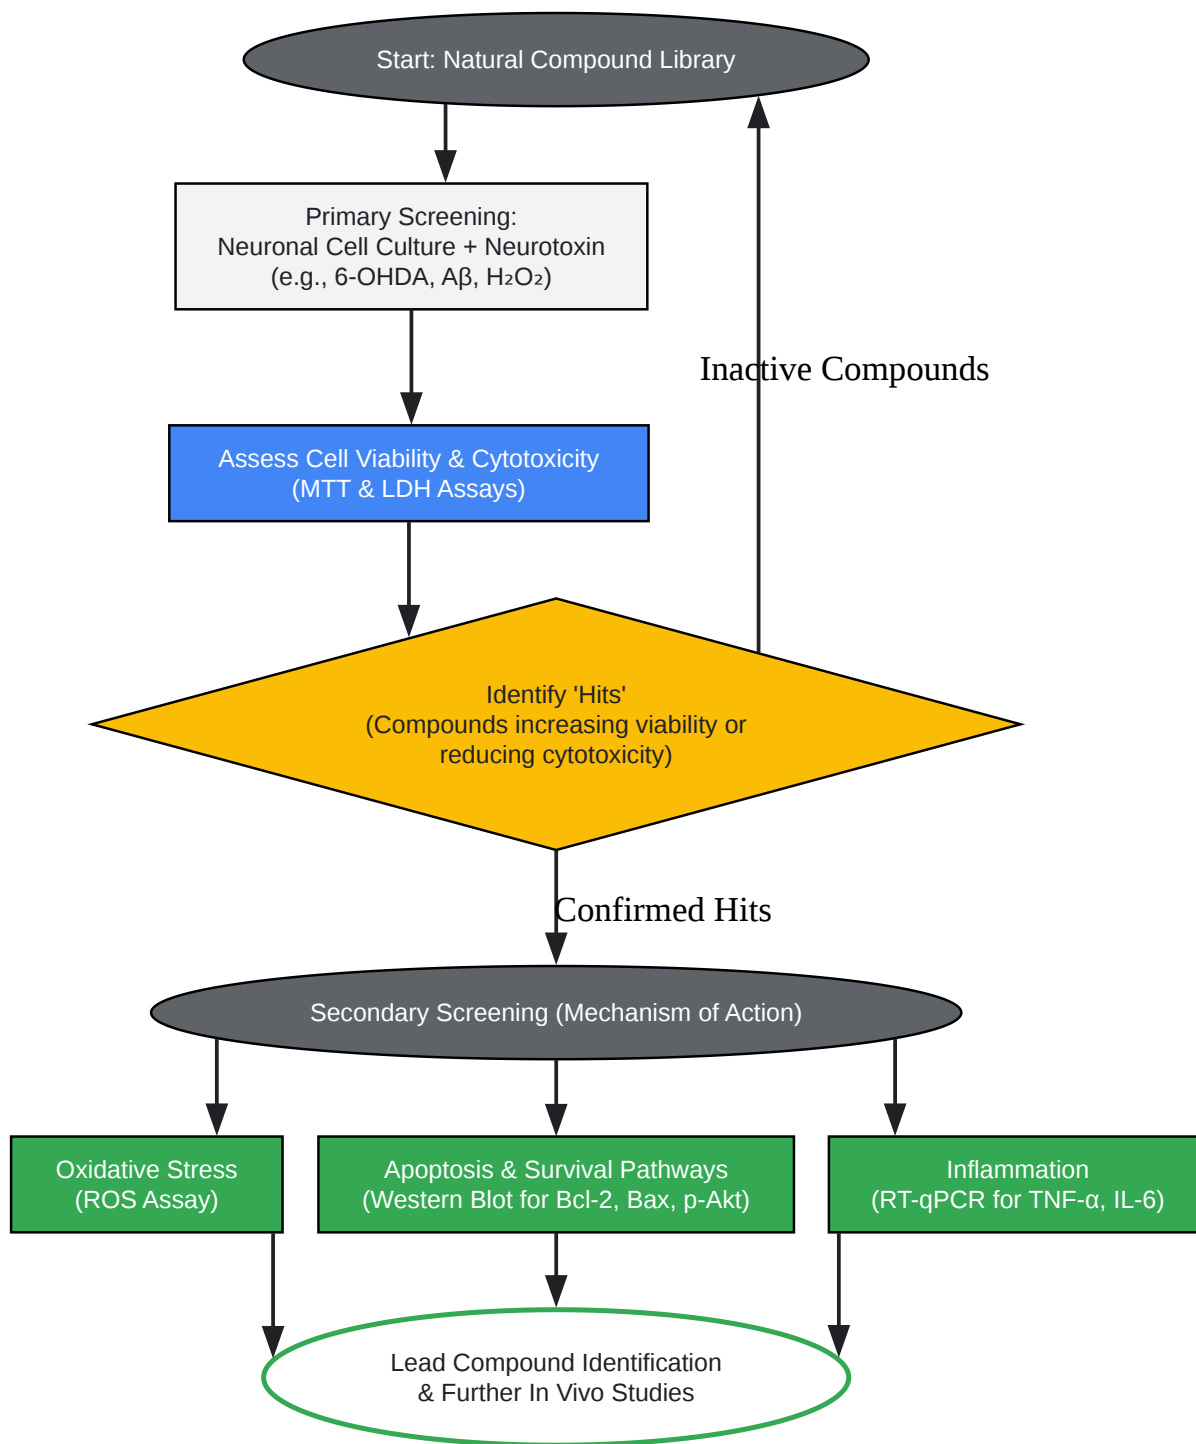 Start: Natural Compound Library
Primary Screening:
Neuronal Cell Culture + Neurotoxin
(e.g., 6-OHDA, Aβ, H₂O₂)
Inactive Compounds
Assess Cell Viability & Cytotoxicity
(MTT & LDH Assays)
Identify 'Hits'
(Compounds increasing viability or
reducing cytotoxicity)
Confirmed Hits
Secondary Screening (Mechanism of Action)
Oxidative Stress
(ROS Assay)
Apoptosis & Survival Pathways
(Western Blot for Bcl-2, Bax, p-Akt)
Inflammation
(RT-qPCR for TNF-α, IL-6)
Lead Compound Identification
& Further In Vivo Studies